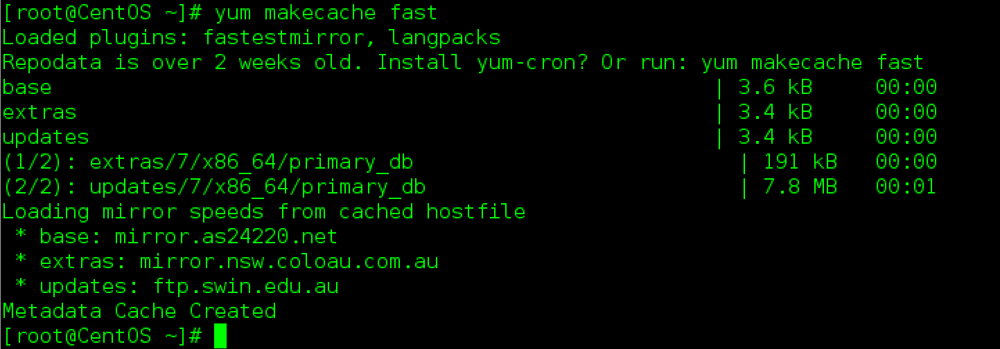 [root@CentOS ~]# yum makecache fast
Loaded plugins: fastestmirror, langpacks
Repodata is over 2 weeks old. Install yum-cron? Or run: yum makecache fast
base | 3.6 kB 00:00
extras | 3.4 kB 00:00
updates | 3.4 kB 00:00
(1/2): extras/7/x86_64/primary_db | 191 kB 00:00
(2/2): updates/7/x86_64/primary_db | 7.8 MB 00:01
Loading mirror speeds from cached hostfile
 * base: mirror.as24220.net
 * extras: mirror.nsw.coloau.com.au
 * updates: ftp.swin.edu.au
Metadata Cache Created
[root@CentOS ~]#